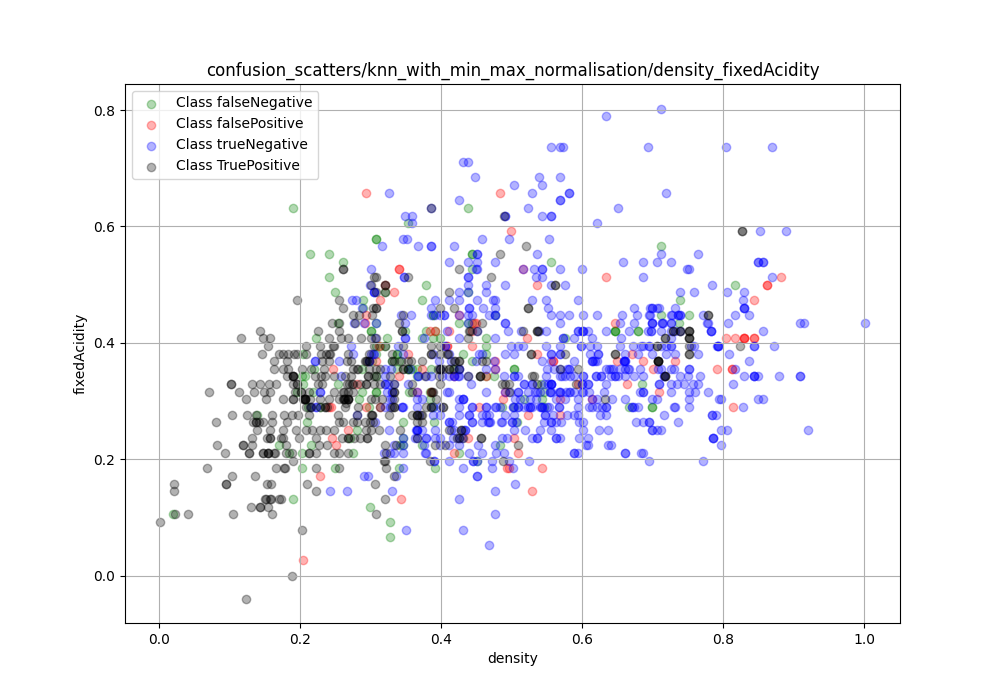 confusion_scatters/knn_with_min_max_normalisation/density_fixedAcidity
Class falseNegative
Class falsePositive
Class trueNegative
Class TruePositive
0.8
0.6
0.4
0.2
0.0
fixedAcidity
0.0 0.2 0.4 0.6 0.8 1.0
density